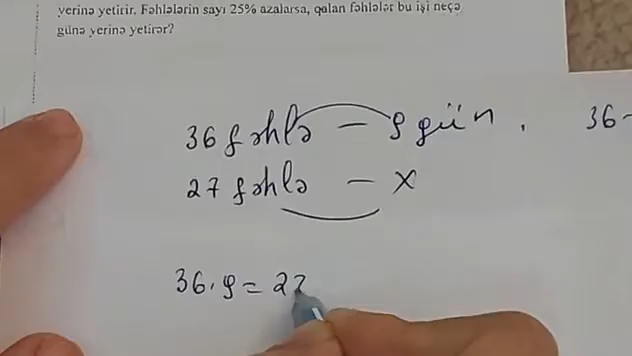 yerinə yetirir. Fəhlələrin sayı 25% azalarsa, qalan fəhlələr bu işi neçə
günə yerinə yetirər?
36 fəhlə — 9 gün . 36-
27 fəhlə — x
36 · 9 = 27